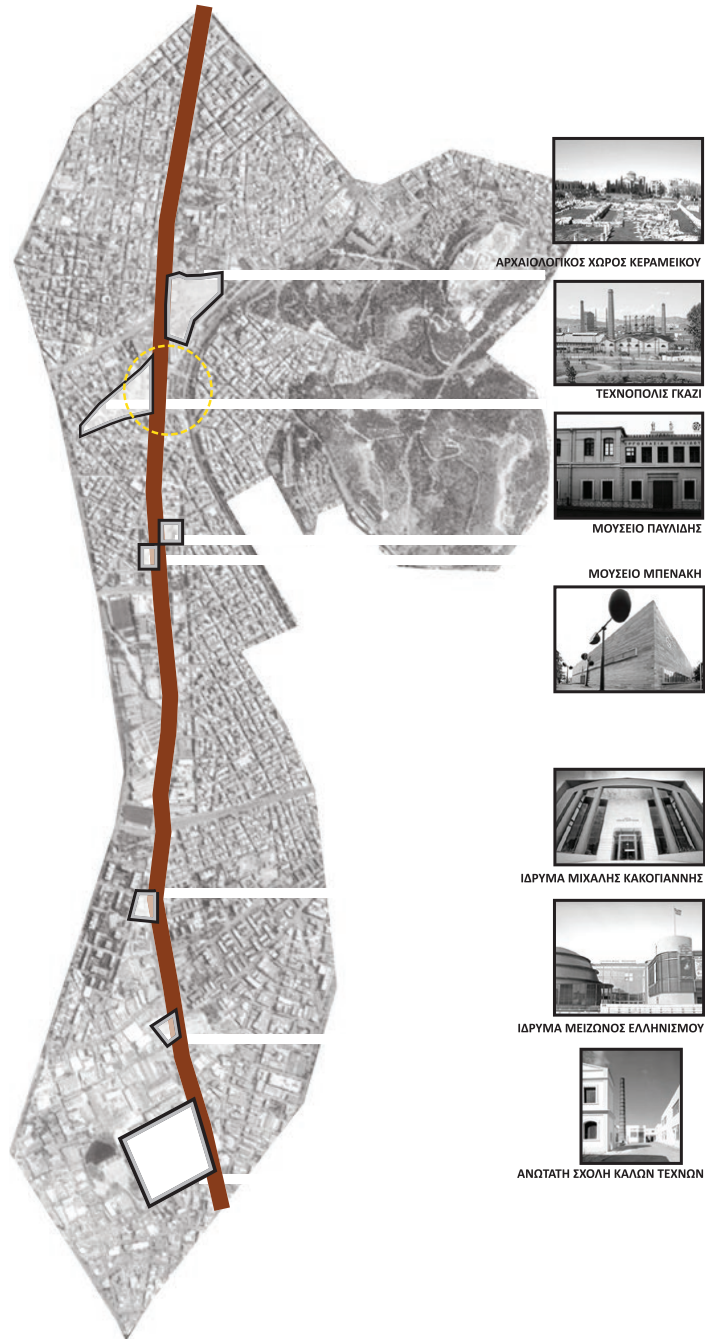 ΑΡΧΑΙΟΛΟΓΙΚΟΣ ΧΩΡΟΣ ΚΕΡΑΜΕΙΚΟΥ
ΤΕΧΝΟΠΟΛΙΣ ΓΚΑΖΙ
ΜΟΥΣΕΙΟ ΠΑΥΛΙΔΗΣ
ΜΟΥΣΕΙΟ ΜΠΕΝΑΚΗ
ΙΔΡΥΜΑ ΜΙΧΑΛΗΣ ΚΑΚΟΓΙΑΝΝΗΣ
ΙΔΡΥΜΑ ΜΕΙΖΩΝΟΣ ΕΛΛΗΝΙΣΜΟΥ
ΑΝΩΤΑΤΗ ΣΧΟΛΗ ΚΑΛΩΝ ΤΕΧΝΩΝ